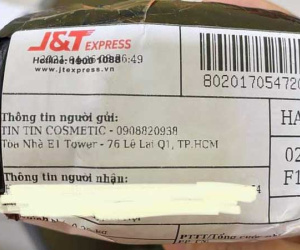 J&T EXPRESS
Hotline: 1900 1088
www.jtexpress.vn
802017054720
Thông tin người gửi:
TIN TIN COSMETIC - 0908820938
Tòa Nhà E1 Tower - 76 Lê Lai Q1, TP.HCM
HA
02
F1
Thông tin người nhận: